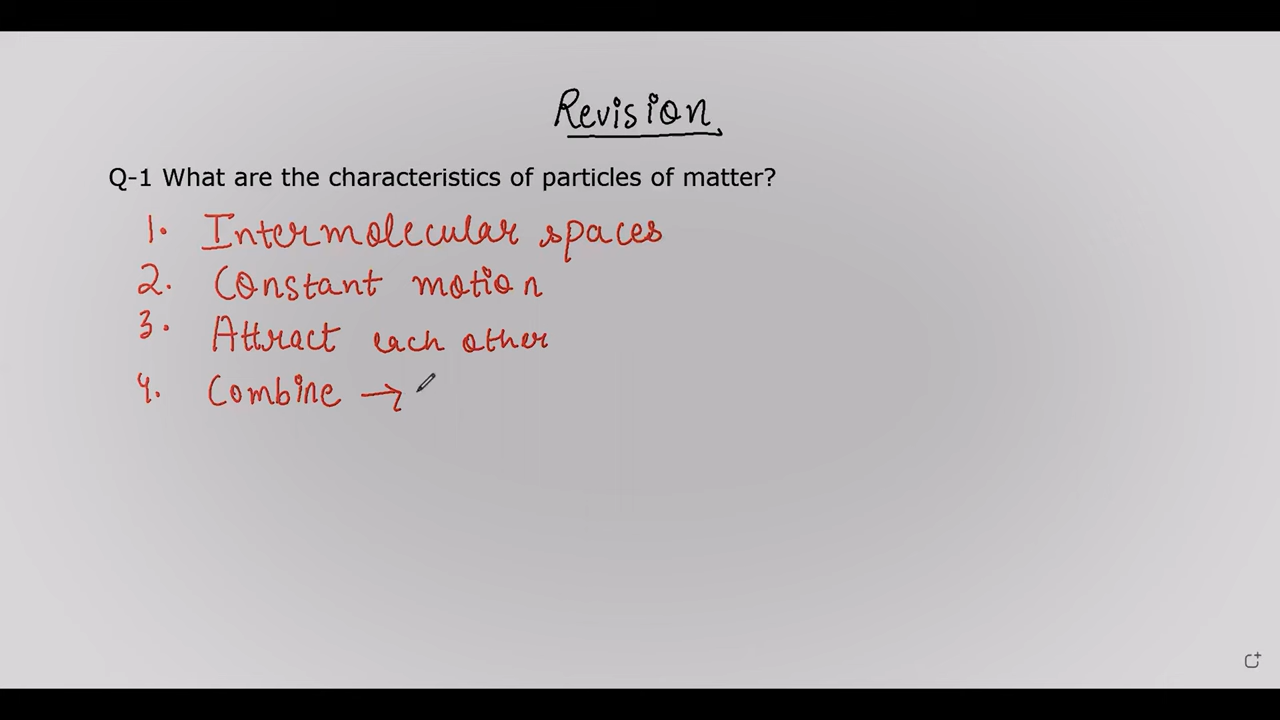 Revision
Q-1 What are the characteristics of particles of matter?
1. Intermolecular spaces
2. Constant motion
3. Attract each other
4. Combine →